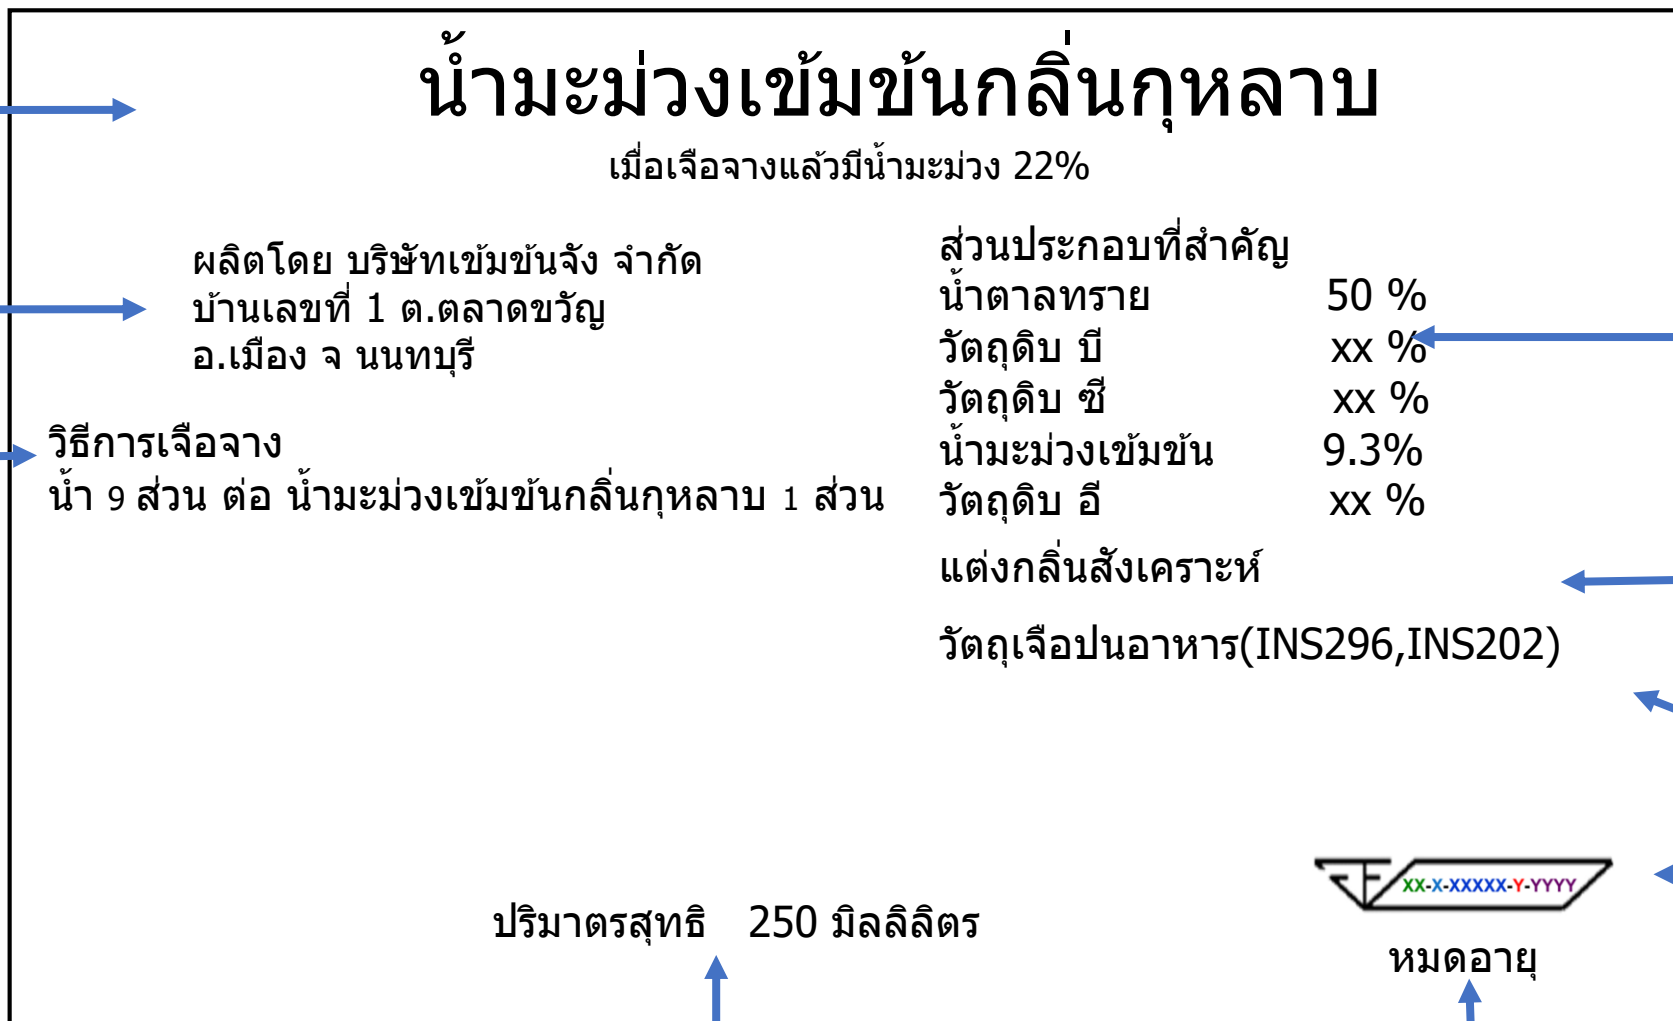 น้ำมะม่วงเข้มข้นกลิ่นกุหลาบ
เมื่อเจือจางแล้วมีน้ำมะม่วง 22%
ผลิตโดย บริษัทเข้มข้นจัง จำกัด
บ้านเลขที่ 1 ต.ตลาดขวัญ
อ.เมือง จ นนทบุรี
วิธีการเจือจาง
น้ำ 9 ส่วน ต่อ น้ำมะม่วงเข้มข้นกลิ่นกุหลาบ 1 ส่วน
ส่วนประกอบที่สำคัญ
น้ำตาลทราย 50 %
วัตถุดิบ บี xx %
วัตถุดิบ ซี xx %
น้ำมะม่วงเข้มข้น 9.3%
วัตถุดิบ อี xx %
แต่งกลิ่นสังเคราะห์
วัตถุเจือปนอาหาร(INS296,INS202)
XX-X-XXXXX-Y-YYYY
ปริมาตรสุทธิ 250 มิลลิลิตร
หมดอายุ